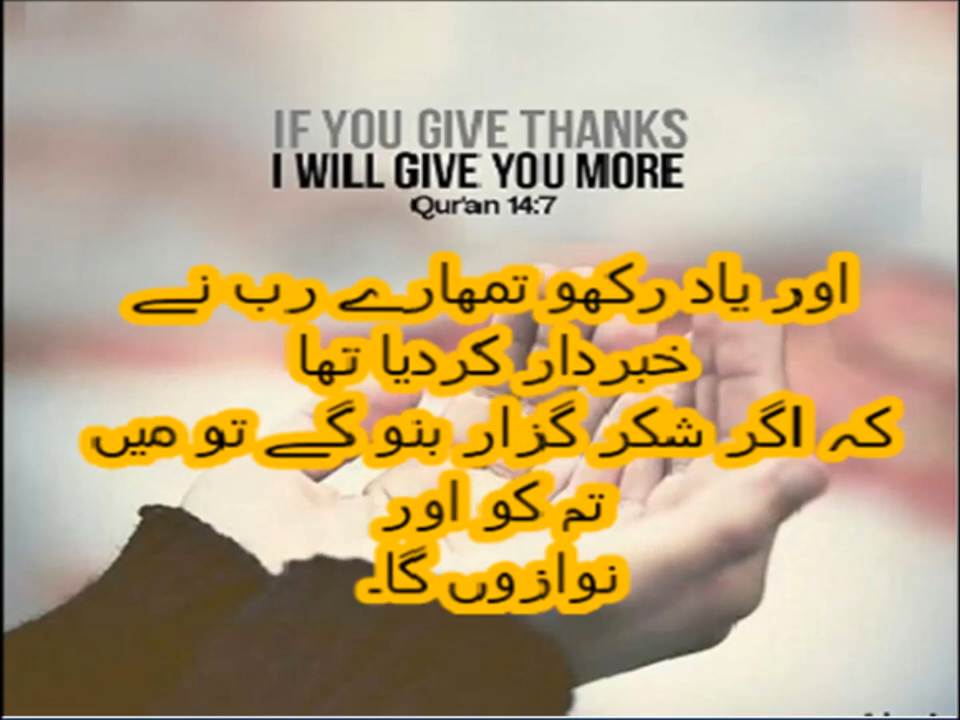 IF YOU GIVE THANKS
I WILL GIVE YOU MORE
Qur'an 14:7
اور یاد رکھو تمھارے رب نے
خبردار کردیا تھا
کہ اگر شکر گزار بنو گے تو میں
تم کو اور
نوازوں گا۔